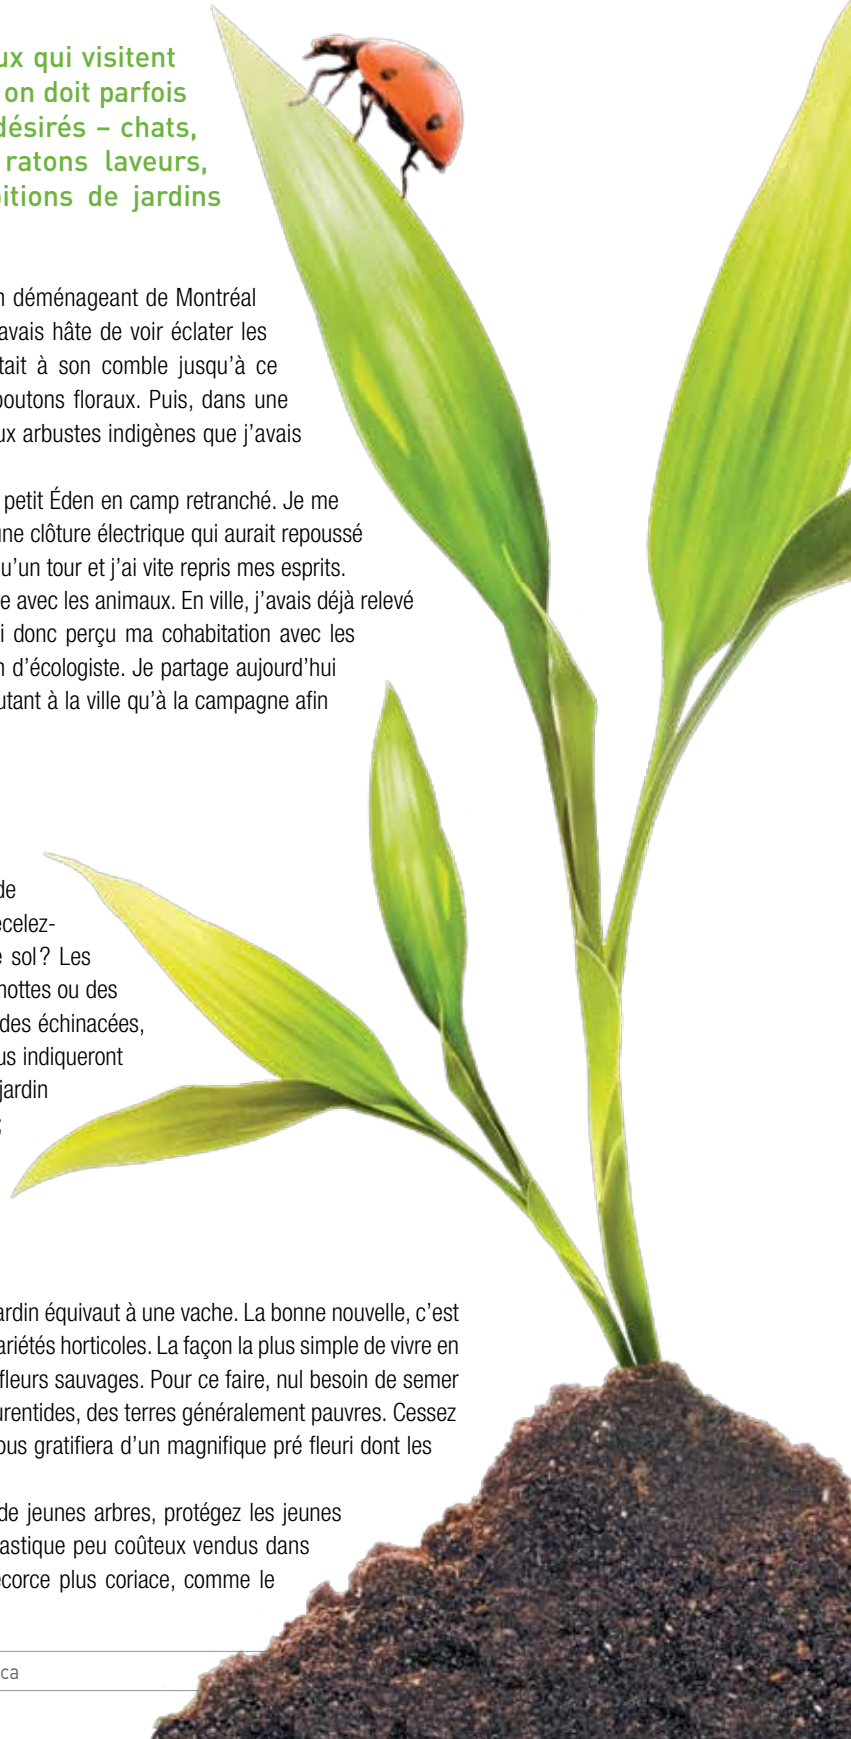 ux qui visitent
on doit parfois
désirés – chats,
ratons laveurs,
bitions de jardins
n déménageant de Montréal
avais hâte de voir éclater les
tait à son comble jusqu'à ce
boutons floraux. Puis, dans une
ux arbustes indigènes que j'avais
petit Éden en camp retranché. Je me
une clôture électrique qui aurait repoussé
u'un tour et j'ai vite repris mes esprits.
e avec les animaux. En ville, j'avais déjà relevé
i donc perçu ma cohabitation avec les
n d'écologiste. Je partage aujourd'hui
utant à la ville qu'à la campagne afin
de
ecelez-
e sol? Les
mottes ou des
des échinacées,
us indiqueront
jardin
ardin équivaut à une vache. La bonne nouvelle, c'est
ariétés horticoles. La façon la plus simple de vivre en
fleurs sauvages. Pour ce faire, nul besoin de semer
urentides, des terres généralement pauvres. Cessez
ous gratifiera d'un magnifique pré fleuri dont les
de jeunes arbres, protégez les jeunes
astique peu coûteux vendus dans
écorce plus coriace, comme le
ca